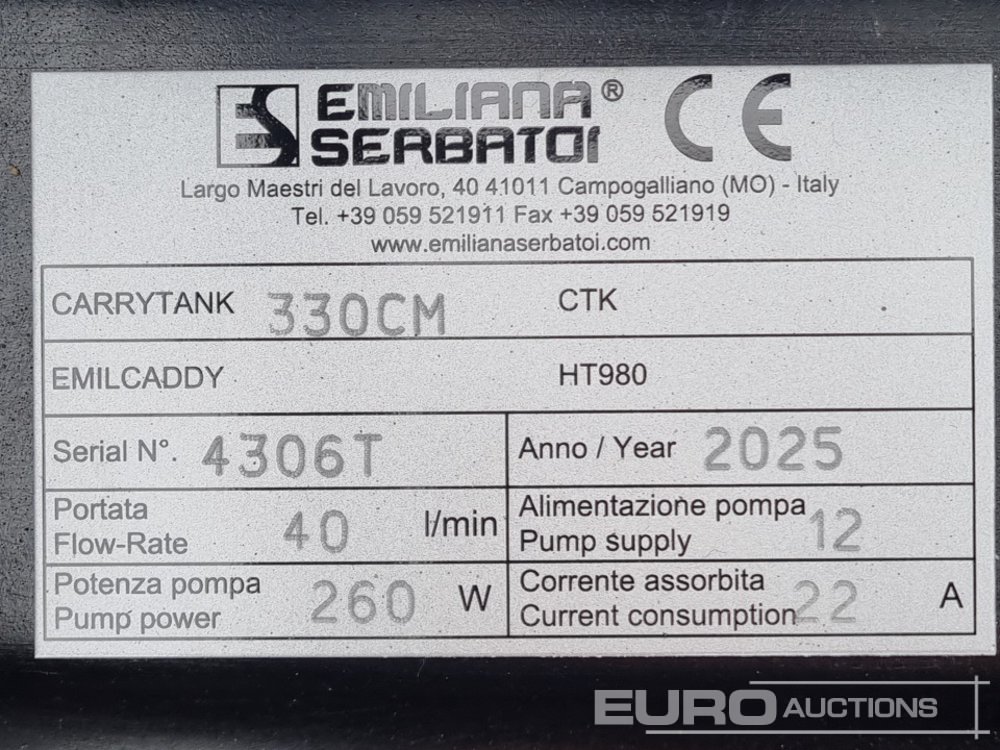 EMILIANA®
SERBATOI
CE
Largo Maestri del Lavoro, 40 41011 Campogalliano (MO) - Italy
Tel. +39 059 521911 Fax +39 059 521919
www.emilianaserbatoi.com
CARRYTANK 330CM CTK
EMILCADDY HT980
Serial N°. 4306T Anno / Year 2025
Portata
Flow-Rate 40 l/min
Alimentazione pompa
Pump supply 12
Potenza pompa
Pump power 260 W
Corrente assorbita
Current consumption 22 A
EURO AUCTIONS